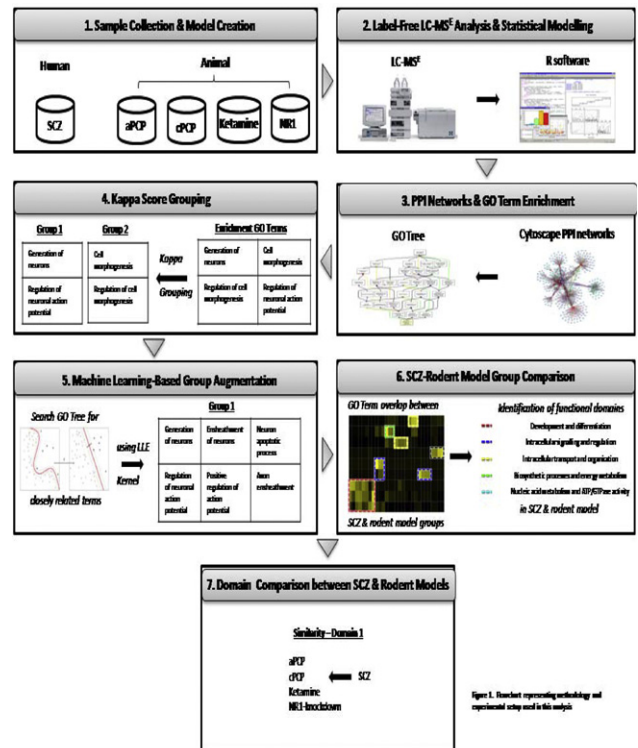 1. Sample Collection & Model Creation
Human
Animal
SCZ
aPCP
cPCP
Ketamine
NR1
2. Label-Free LC-MSᴱ Analysis & Statistical Modelling
LC-MSᴱ
R software
4. Kappa Score Grouping
Group 1
Group 2
Enrichment GO Terms
Generation of neurons
Cell morphogenesis
Regulation of neuronal action potential
Regulation of cell morphogenesis
Kappa
Grouping
Generation of neurons
Cell morphogenesis
Regulation of cell morphogenesis
Regulation of neuronal action potential
3. PPI Networks & GO Term Enrichment
GO Tree
Cytoscape PPI networks
5. Machine Learning-Based Group Augmentation
Search GO Tree for
closely related terms
using LLE
Kernel
Group 1
Generation of neurons
Ensheathment of neurons
Neuron apoptotic process
Regulation of neuronal action potential
Positive regulation of action potential
Axon ensheathment
6. SCZ-Rodent Model Group Comparison
GO Term overlap between
SCZ & rodent model groups
Identification of functional domains
Development and differentiation
Intracellular signalling and regulation
Intracellular transport and organisation
Biosynthetic processes and energy metabolism
Nucleic acid metabolism and ATP/GTPase activity
in SCZ & rodent model
7. Domain Comparison between SCZ & Rodent Models
Similarity – Domain 1
aPCP
cPCP
SCZ
Ketamine
NR1-knockdown
Figure 1. Flowchart representing methodology and
experimental setup used in this analysis